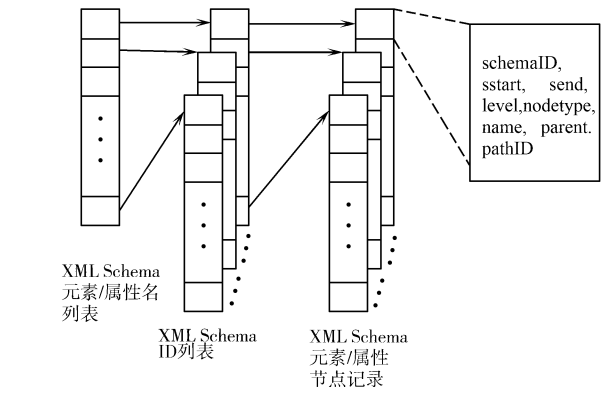 schemaID,
sstart, send,
level,nodetype,
name, parent.
pathID
XML Schema
元素/属性名
列表
XML Schema
ID列表
XML Schema
元素/属性
节点记录